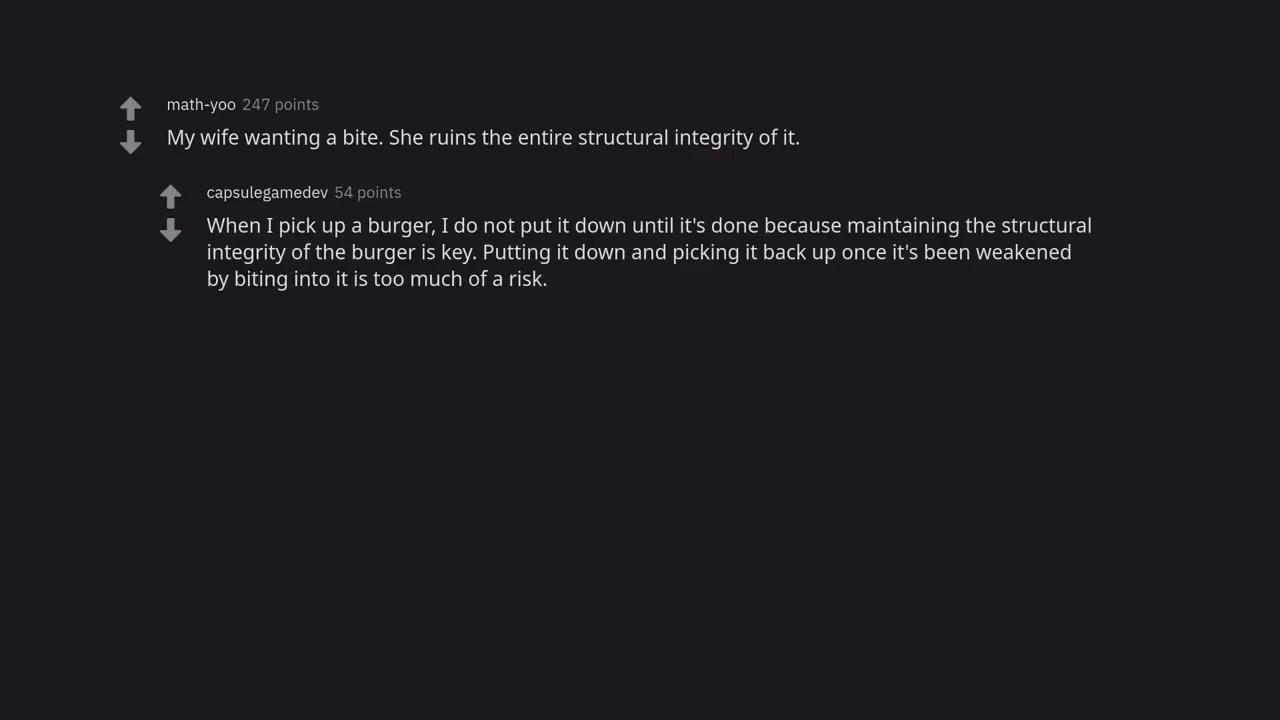 math-yoo 247 points
My wife wanting a bite. She ruins the entire structural integrity of it.
capsulegamedev 54 points
When I pick up a burger, I do not put it down until it's done because maintaining the structural
integrity of the burger is key. Putting it down and picking it back up once it's been weakened
by biting into it is too much of a risk.